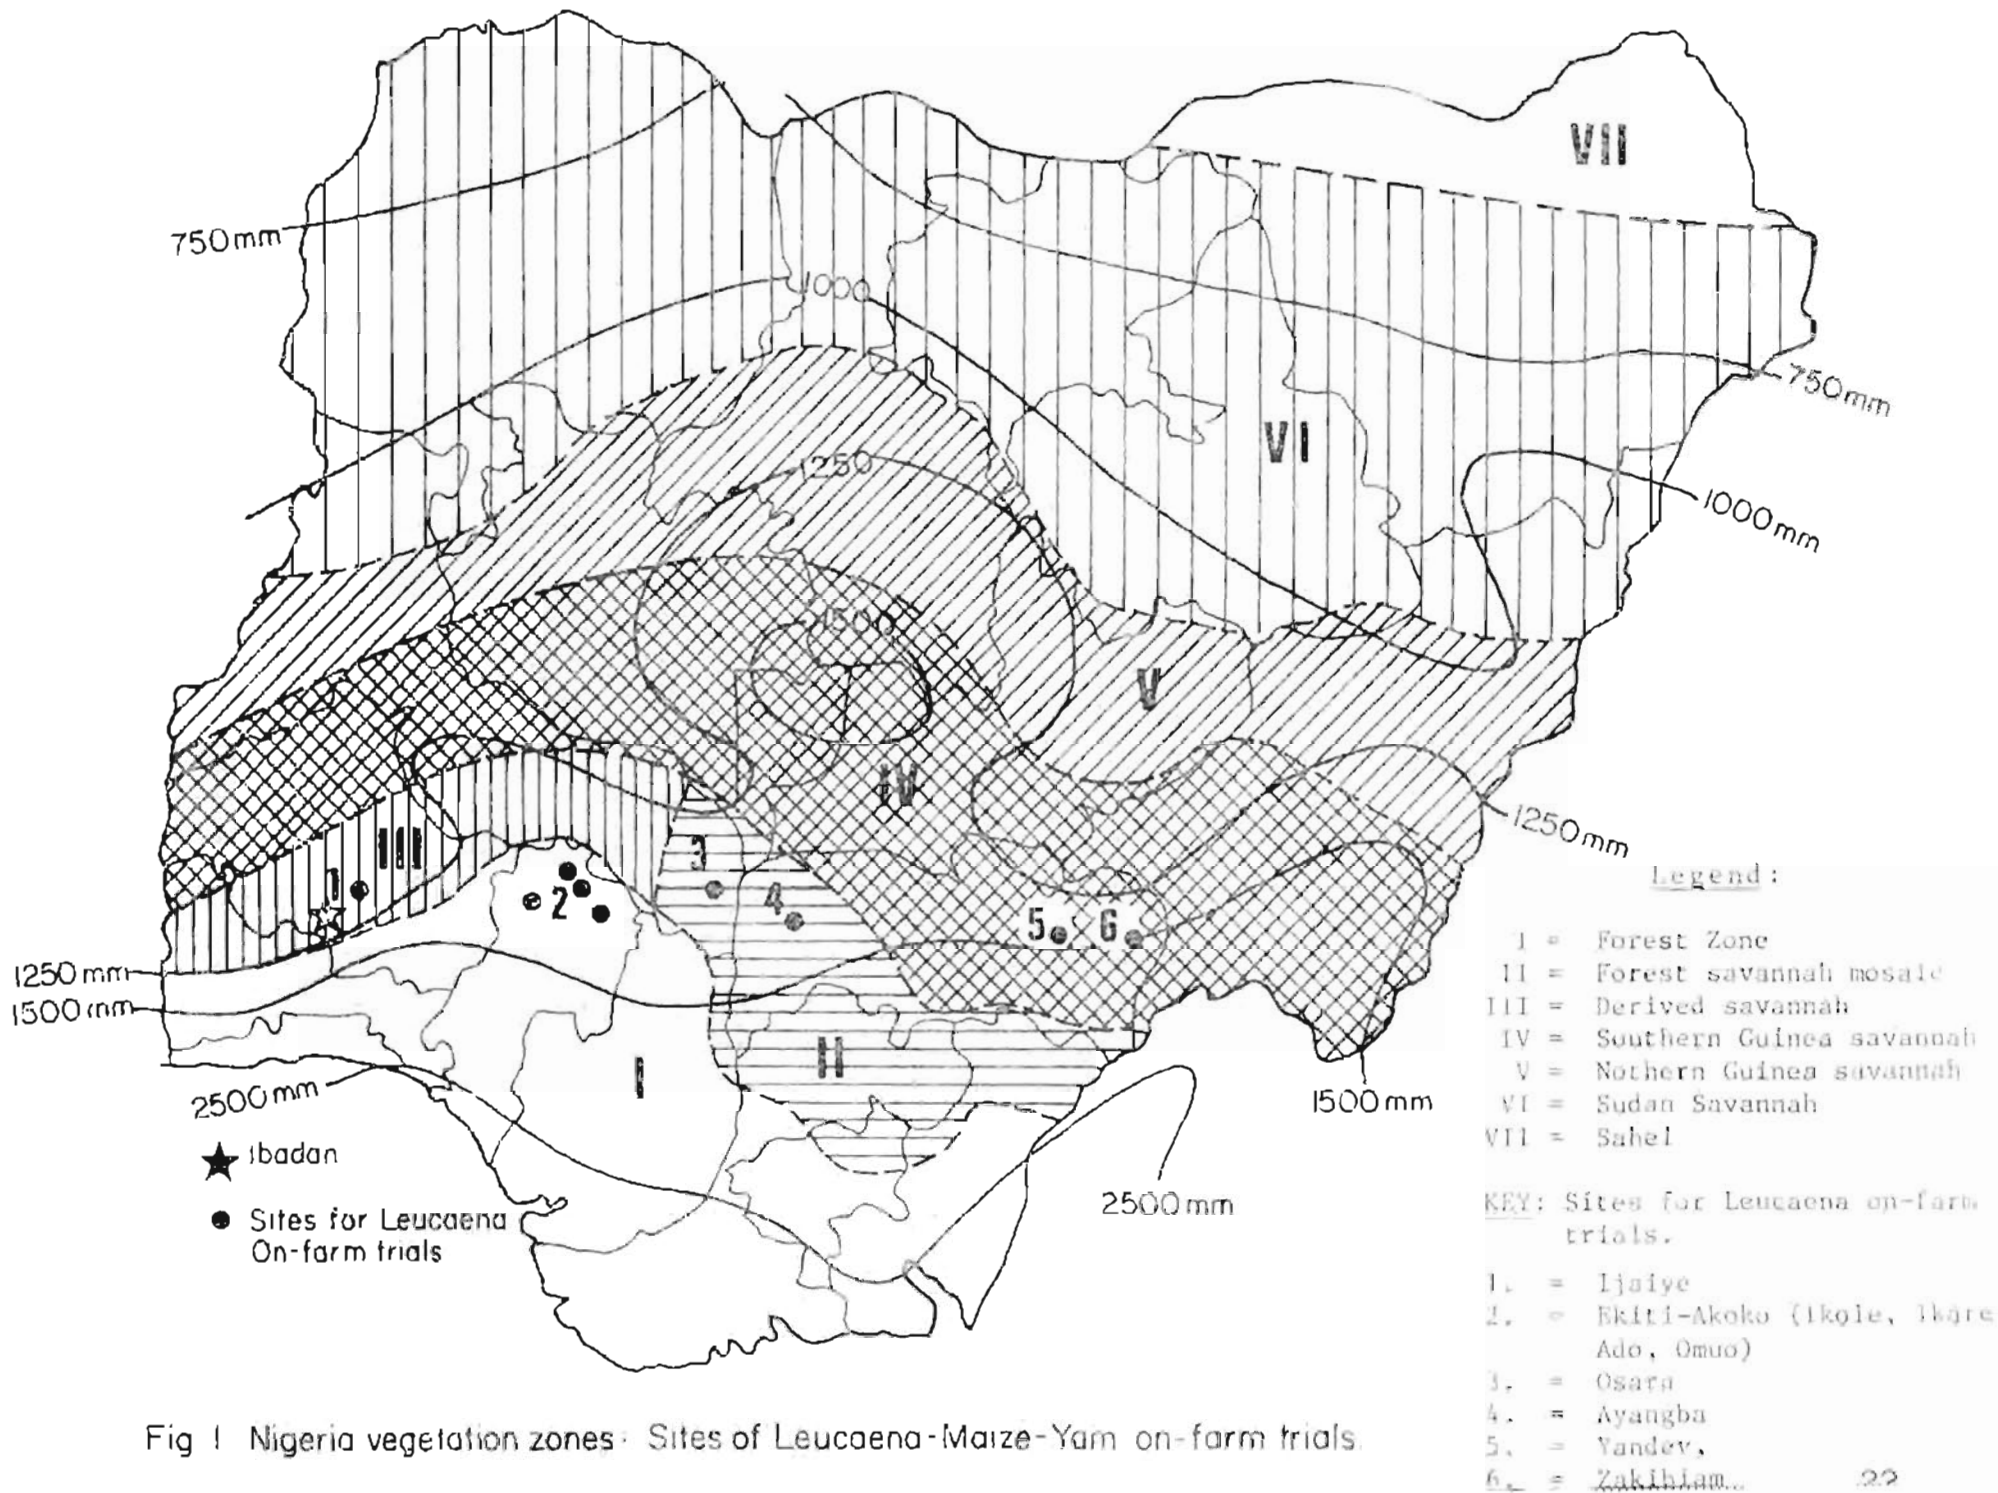 VII
750mm
1000
750mm
VI
1250
1000mm
1500
V
IV
1250mm
III
3
1
2
4
5
6
Legend:
I = Forest Zone
1250mm
II = Forest savannah mosaic
1500mm
III = Derived savannah
IV = Southern Guinea savannah
II
I
V = Nothern Guinea savannah
2500mm
1500mm
VI = Sudan Savannah
VII = Sahel
Ibadan
2500mm
KEY: Sites for Leucaena on-farm
trials.
Sites for Leucaena
On-farm trials
1. = Ijaiye
2. = Ekiti-Akoko (Ikole, Ikare
Ado, Omuo)
3. = Osara
4. = Ayangba
5. = Yandev,
6. = Zakibiam
22
Fig 1 Nigeria vegetation zones: Sites of Leucaena-Maize-Yam on-farm trials.